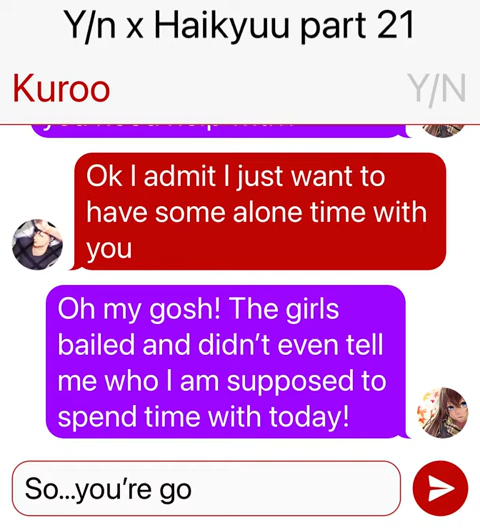 Y/n x Haikyuu part 21
Kuroo
Y/N
Ok I admit I just want to
have some alone time with
you
Oh my gosh! The girls
bailed and didn’t even tell
me who I am supposed to
spend time with today!
So...you’re go